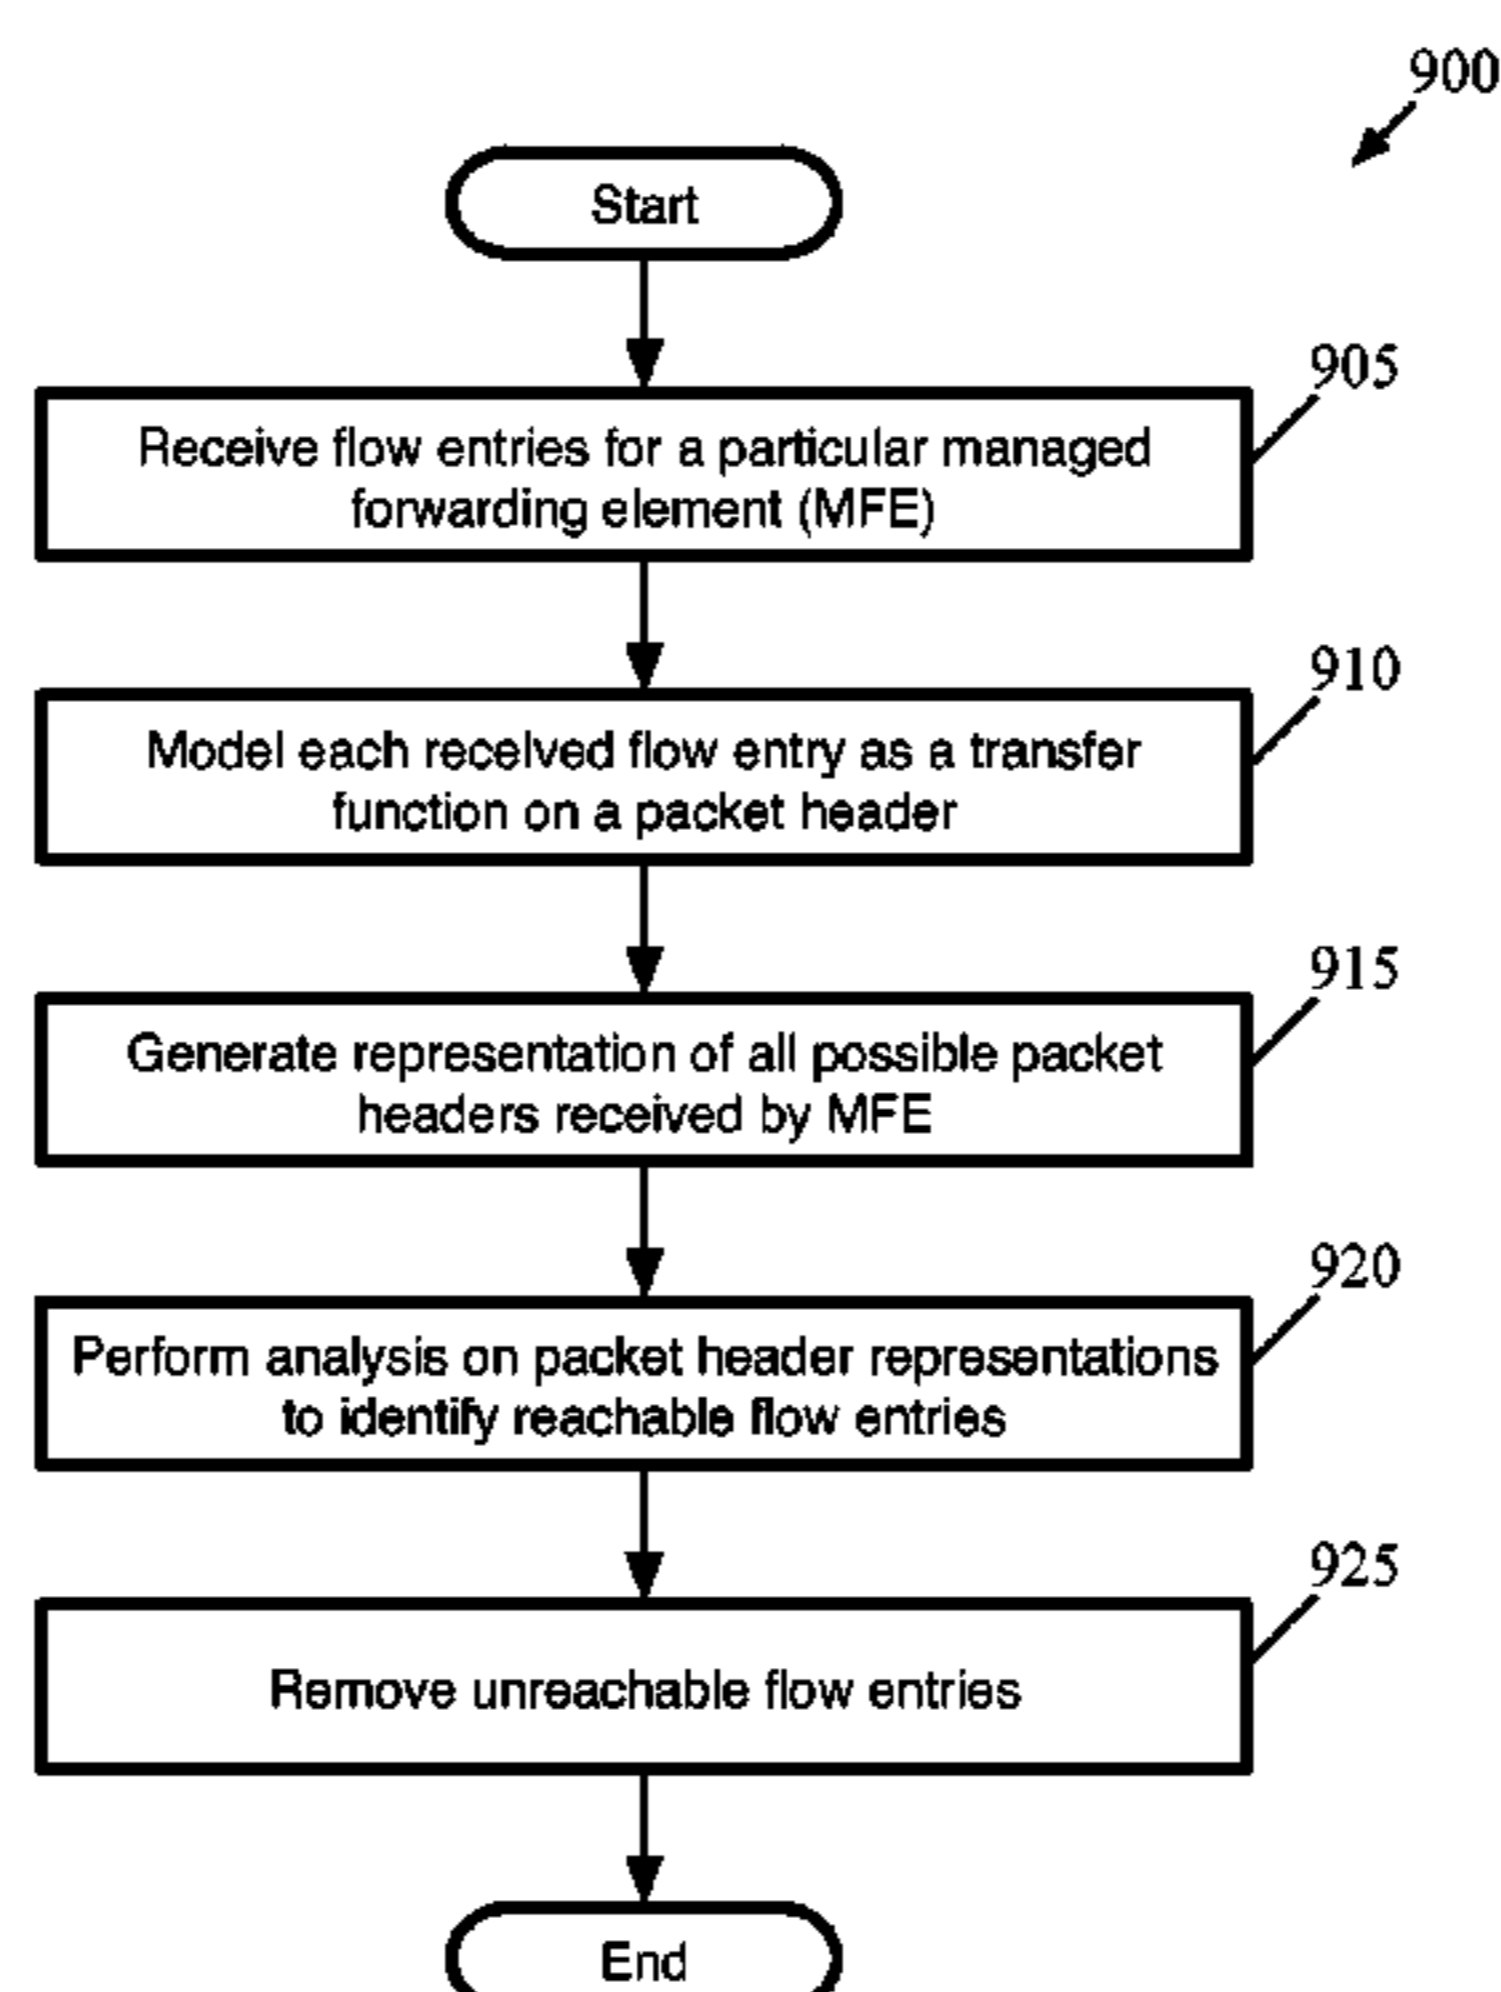 900
Start
905
Receive flow entries for a particular managed
forwarding element (MFE)
910
Model each received flow entry as a transfer
function on a packet header
915
Generate representation of all possible packet
headers received by MFE
920
Perform analysis on packet header representations
to identify reachable flow entries
925
Remove unreachable flow entries
End